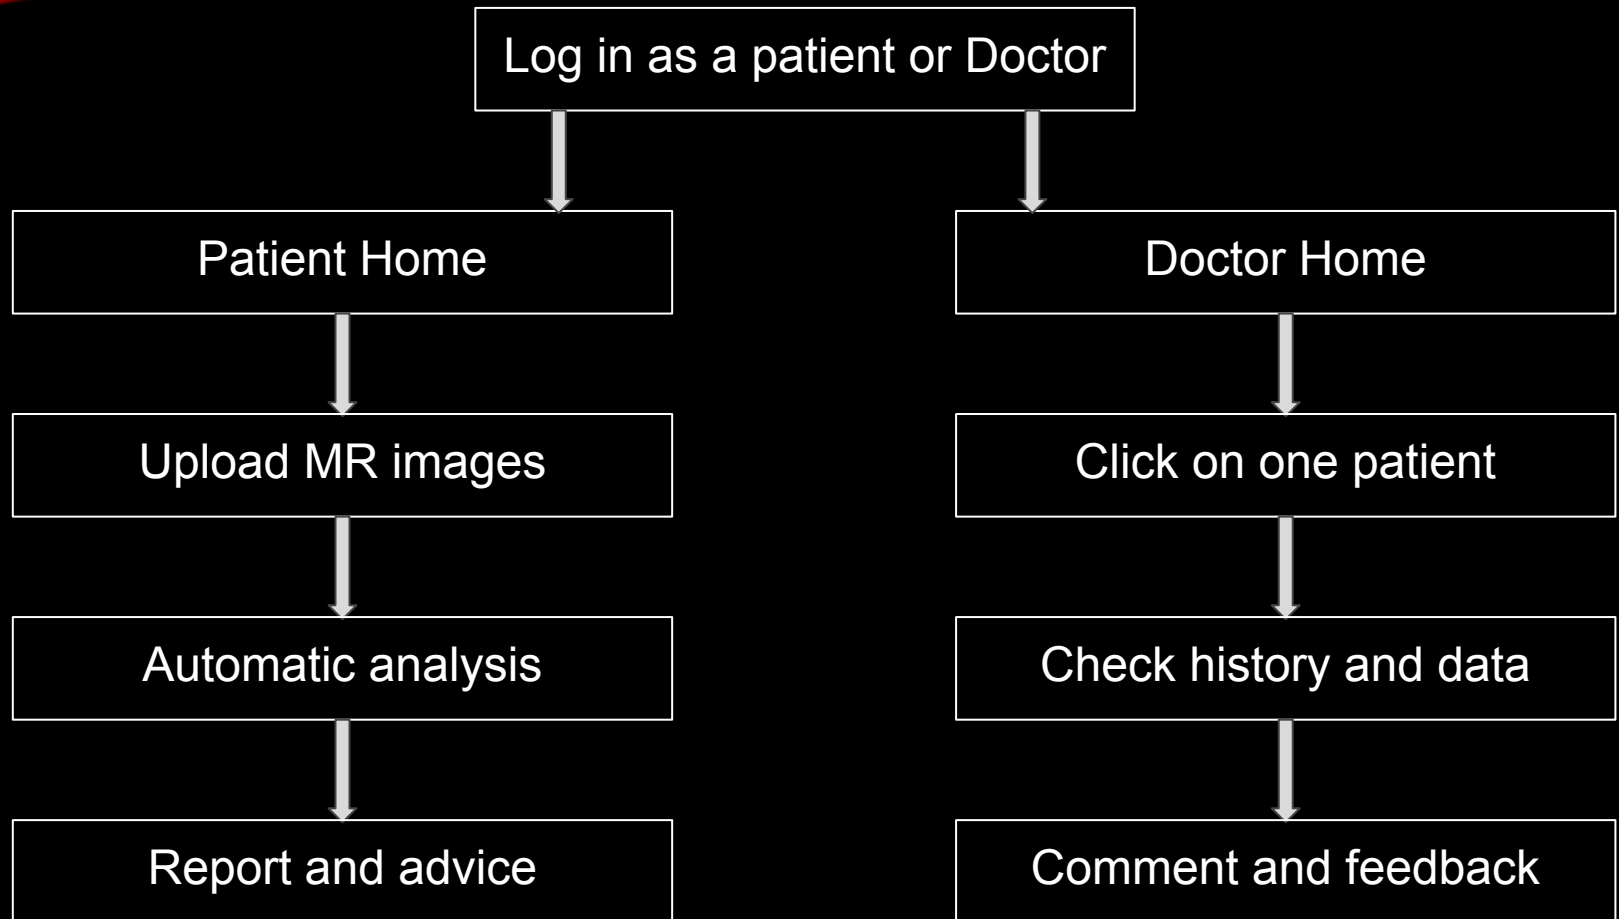 Log in as a patient or Doctor
Patient Home
Doctor Home
Upload MR images
Click on one patient
Automatic analysis
Check history and data
Report and advice
Comment and feedback